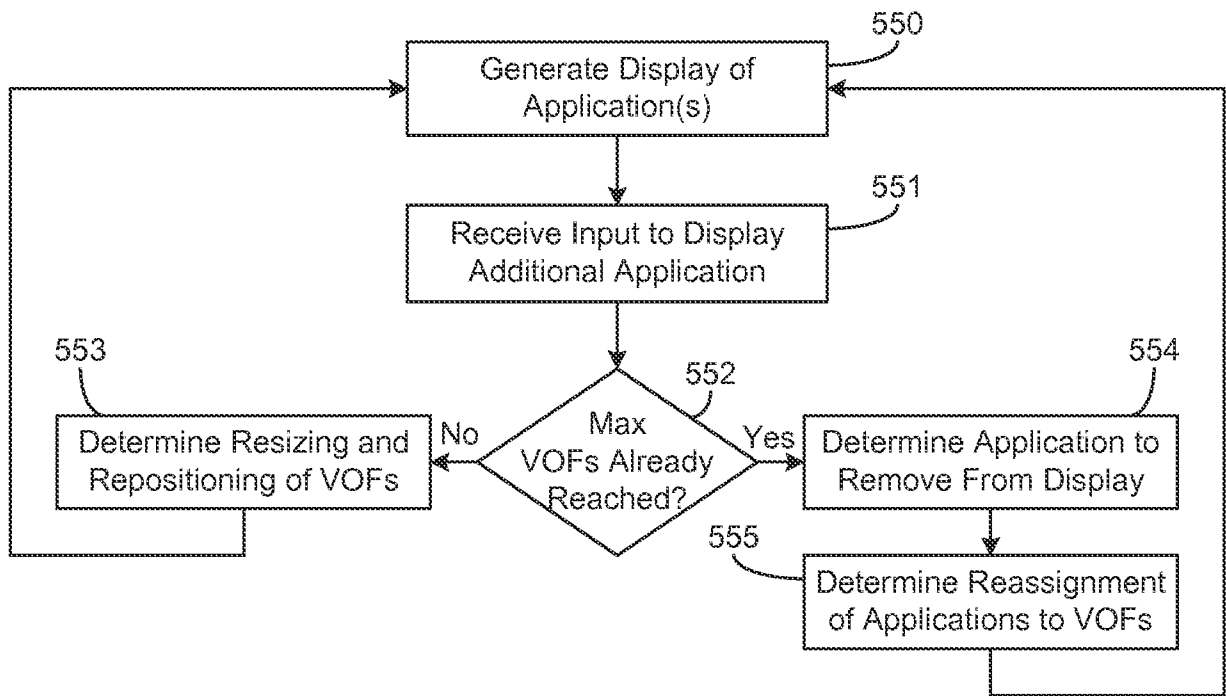 550
Generate Display of
Application(s)
551
Receive Input to Display
Additional Application
552
Max
VOFs Already
Reached?
No
Yes
553
Determine Resizing and
Repositioning of VOFs
554
Determine Application to
Remove From Display
555
Determine Reassignment
of Applications to VOFs